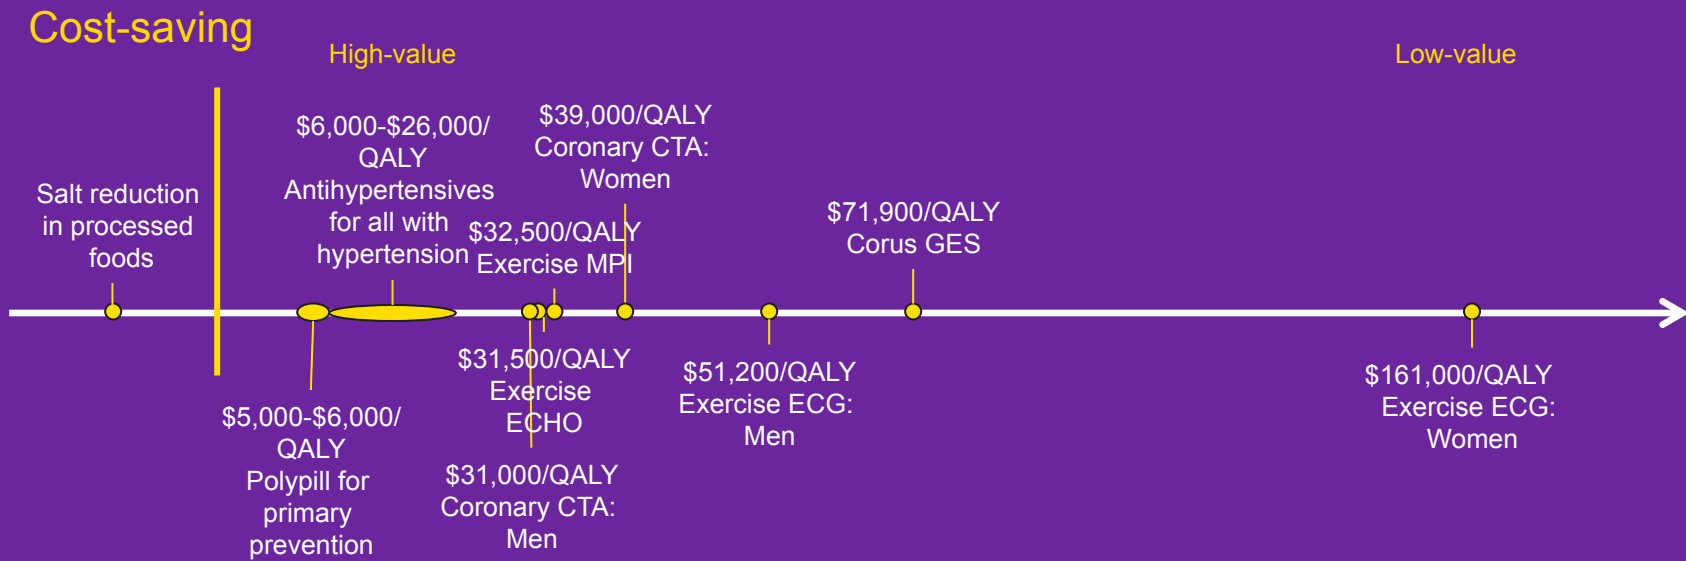 Cost-saving
High-value
Low-value
Salt reduction
in processed
foods
$6,000-$26,000/
QALY
Antihypertensives
for all with
hypertension
$39,000/QALY
Coronary CTA:
Women
$32,500/QALY
Exercise MPI
$71,900/QALY
Corus GES
$5,000-$6,000/
QALY
Polypill for
primary
prevention
$31,500/QALY
Exercise
ECHO
$31,000/QALY
Coronary CTA:
Men
$51,200/QALY
Exercise ECG:
Men
$161,000/QALY
Exercise ECG:
Women